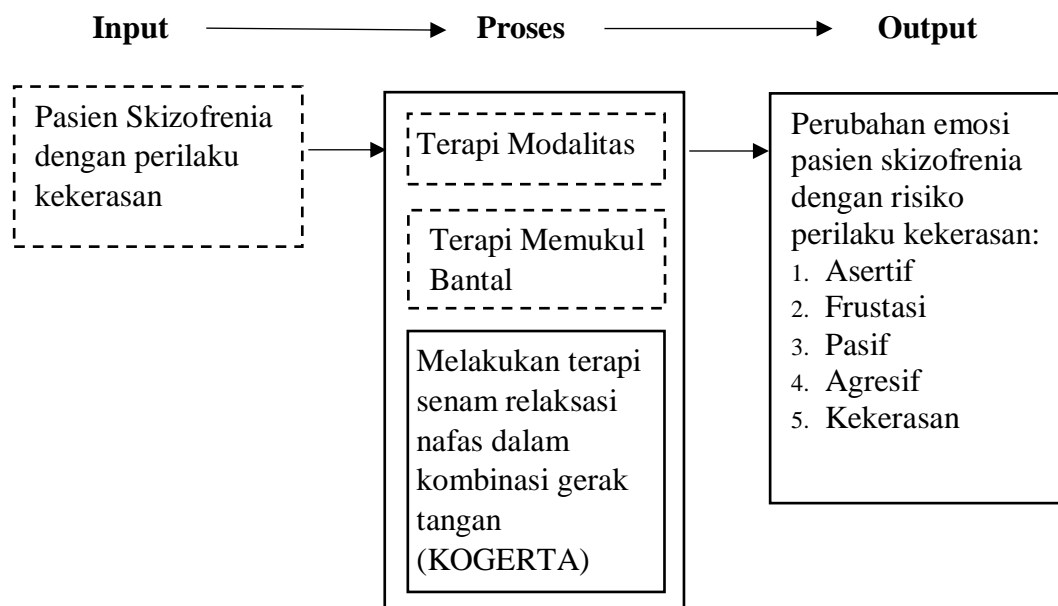 Input Proses Output
Pasien Skizofrenia
dengan perilaku
kekerasan
Terapi Modalitas
Terapi Memukul
Bantal
Melakukan terapi
senam relaksasi
nafas dalam
kombinasi gerak
tangan
(KOGERTA)
Perubahan emosi
pasien skizofrenia
dengan risiko
perilaku kekerasan:
1. Asertif
2. Frustasi
3. Pasif
4. Agresif
5. Kekerasan